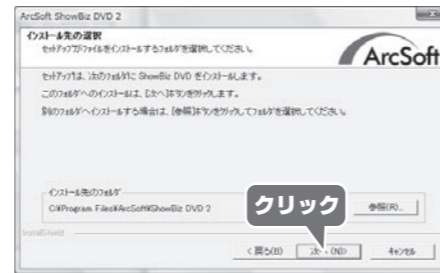 ArcSoft ShowBiz DVD 2
インストール先の選択
セットアップがファイルをインストールするフォルダを選択してください。
ArcSoft
セットアップは、次のフォルダに ShowBiz DVD をインストールします。
このフォルダへのインストールは、[次へ]ボタンをクリックします。
別のフォルダへインストールする場合は、[参照]ボタンをクリックしてフォルダを選択してください。
インストール先のフォルダ
C:¥Program Files¥ArcSoft¥ShowBiz DVD 2
参照(R)...
クリック
InstallShield
< 戻る(B)
次へ(N)>
キャンセル